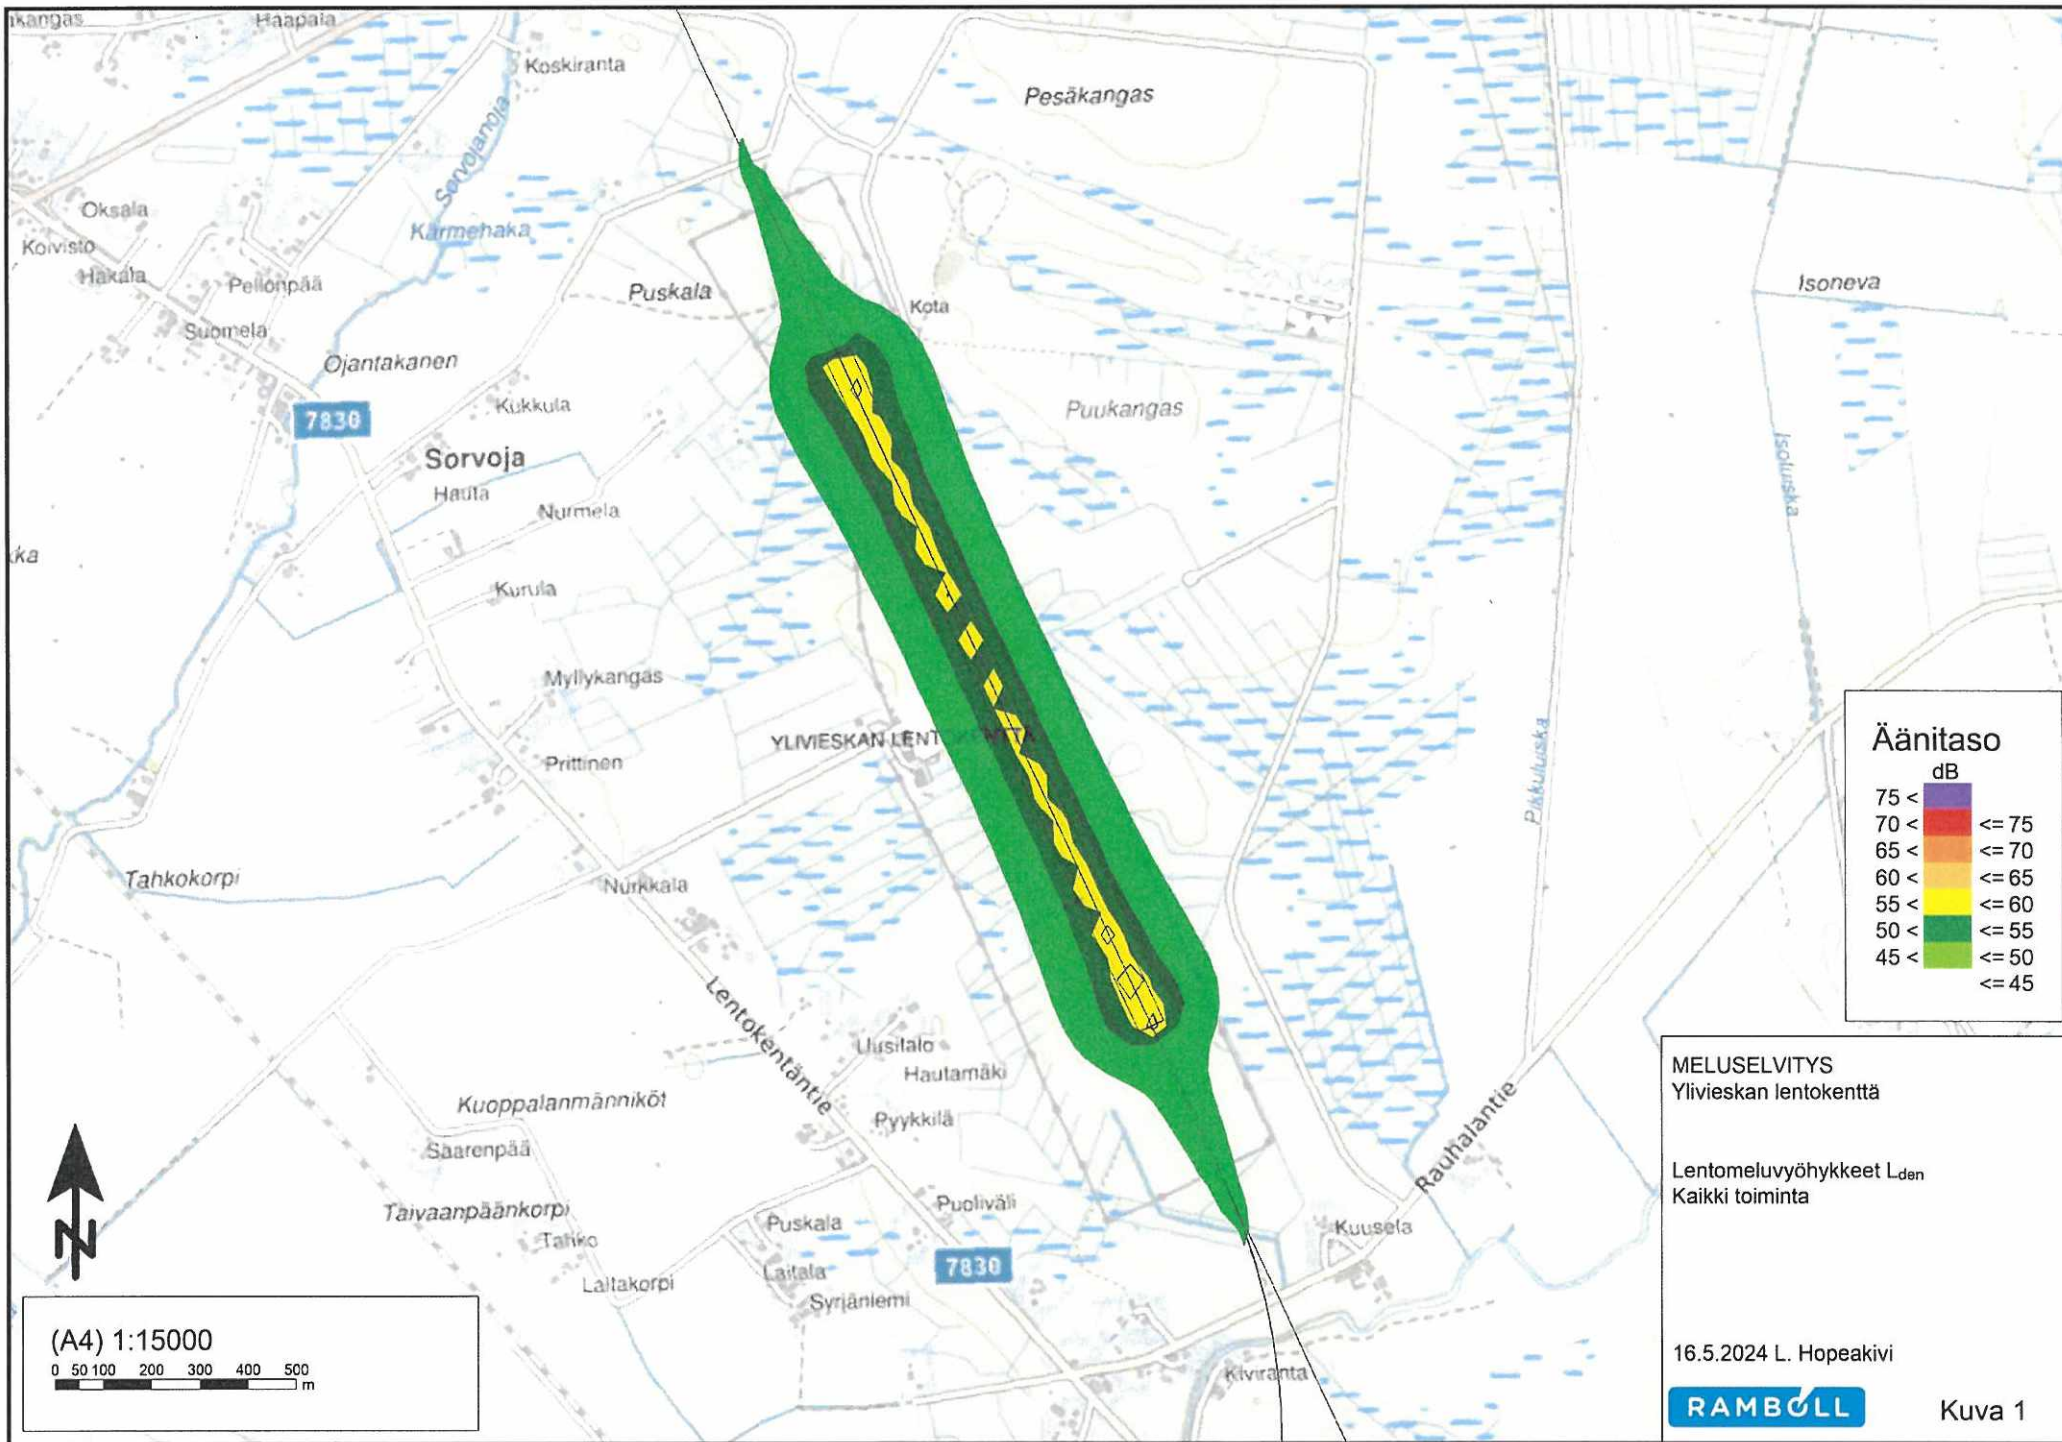 Haapala
Koskiranta
Pesäkangas
Sorvojanoja
Oksala
Kärmehaka
Koivisto
Hakala
Pellonpää
Isoneva
Puskala
Kota
Suomela
Ojantakanen
Kukkula
Puukangas
7830
Sorvoja
Hauta
Isoluska
Nurmela
Kurula
Myllykangas
YLIVIESKAN LENTOKENTTÄ
Prittinen
Pikkuluska
Tahkokorpi
Nurkkala
Lentokentäntie
Uusitalo
Hautamäki
Kuoppalanmänniköt
Pyykkilä
Saarenpää
Rauhalantie
Taivaanpäänkorpi
Puoliväli
Puskala
Kuusela
Tahko
7830
Laitala
Laitakorpi
Syrjäniemi
Kiviranta
Äänitaso
dB
75 <
70 < <= 75
65 < <= 70
60 < <= 65
55 < <= 60
50 < <= 55
45 < <= 50
<= 45
MELUSELVITYS
Ylivieskan lentokenttä
Lentomeluvyöhykkeet Lden
Kaikki toiminta
16.5.2024 L. Hopeakivi
RAMBOLL
Kuva 1
N
(A4) 1:15000
0 50 100 200 300 400 500
m